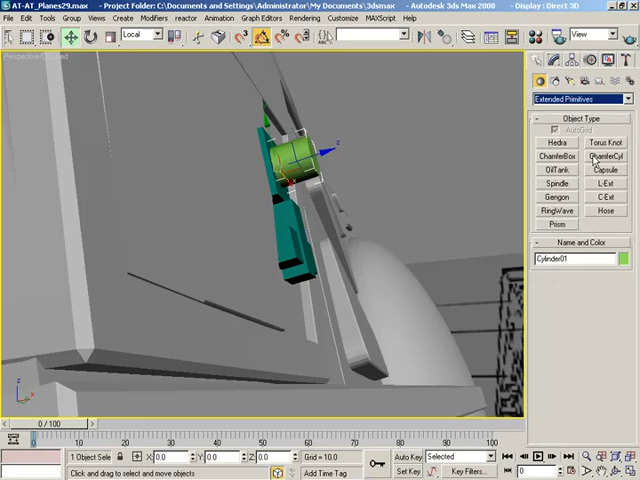 AT-AT_Planes29.max - Project Folder: C:\Documents and Settings\Administrator\My Documents\3dsmax - Autodesk 3ds Max 2008 - Display : Direct 3D
File Edit Tools Group Views Create Modifiers reactor Animation Graph Editors Rendering Customize MAXScript Help
Local
View
Extended Primitives
Object Type
AutoGrid
Hedra Torus Knot
ChamferBox ChamferCyl
OilTank Capsule
Spindle L-Ext
Gengon C-Ext
RingWave Hose
Prism
Name and Color
Cylinder01
z
z
0 / 100
0 10 20 30 40 50 60 70 80 90 100
1 Object Sele X: 0.0 Y: 0.0 Z: 0.0 Grid = 10.0 Auto Key Selected
Click and drag to select and move objects Add Time Tag Set Key Key Filters... 0